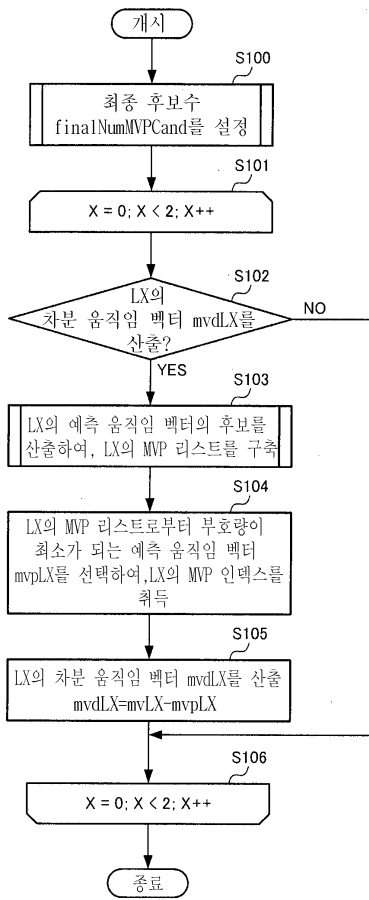 개시
S100
최종 후보수
finalNumMVPCand를 설정
S101
X = 0; X < 2; X++
S102
LX의
차분 움직임 벡터 mvdLX를
산출?
NO
YES
S103
LX의 예측 움직임 벡터의 후보를
산출하여, LX의 MVP 리스트를 구축
S104
LX의 MVP 리스트로부터 부호량이
최소가 되는 예측 움직임 벡터
mvpLX를 선택하여,LX의 MVP 인덱스를
취득
S105
LX의 차분 움직임 벡터 mvdLX를 산출
mvdLX=mvLX-mvpLX
S106
X = 0; X < 2; X++
종료